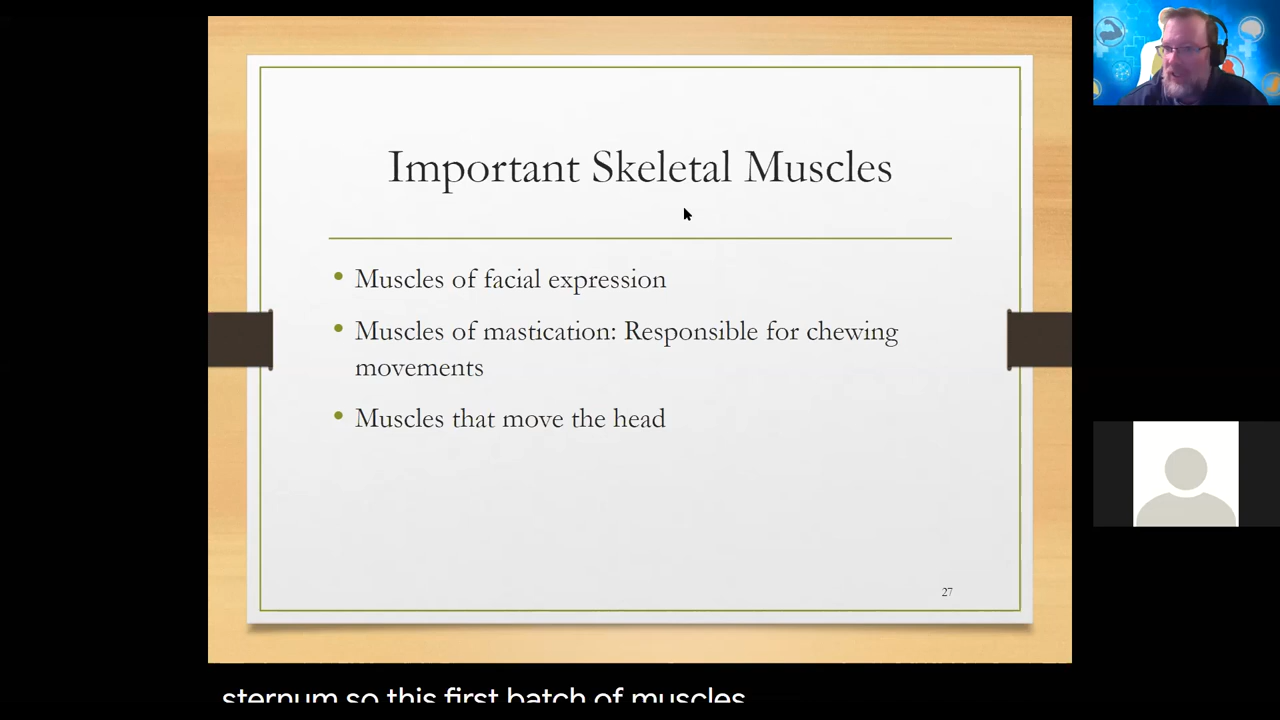 Important Skeletal Muscles
• Muscles of facial expression
• Muscles of mastication: Responsible for chewing
movements
• Muscles that move the head
27
sternum so this first batch of muscles